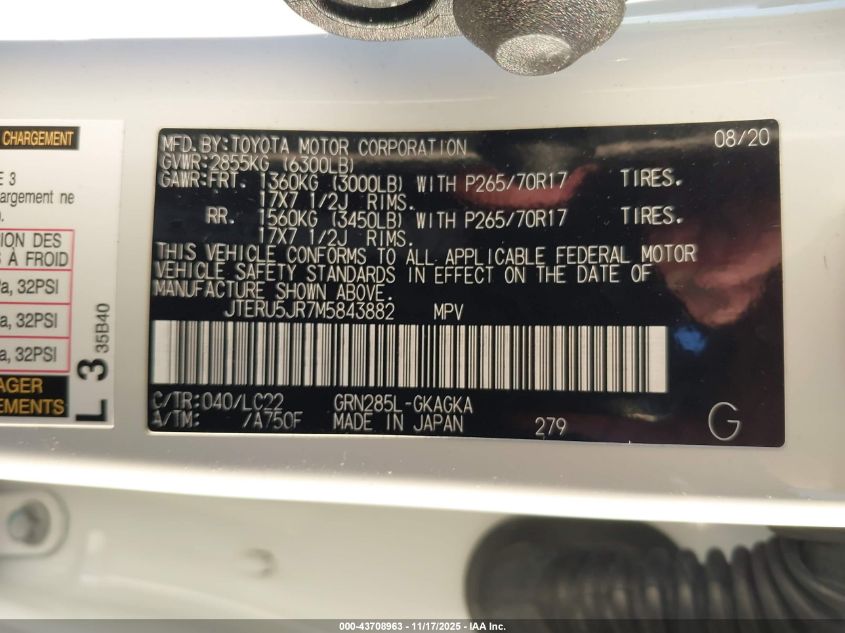 CHARGEMENT
E 3
argement ne
ION DES
S A FROID
a, 32PSI
a, 32PSI
a, 32PSI
AGER
EMENTS
L 3 35B40
MFD. BY: TOYOTA MOTOR CORPORATION 08/20
GVWR: 2855KG (6300LB)
GAWR: FRT. 1360KG (3000LB) WITH P265/70R17 TIRES.
17X7 1/2J RIMS.
RR. 1560KG (3450LB) WITH P265/70R17 TIRES.
17X7 1/2J RIMS.
THIS VEHICLE CONFORMS TO ALL APPLICABLE FEDERAL MOTOR
VEHICLE SAFETY STANDARDS IN EFFECT ON THE DATE OF
MANUFACTURE SHOWN ABOVE.
JTERU5JR7M5843882 MPV
C/TR: 040/LC22 GRN285L-GKAGKA
A/TM: /A750F MADE IN JAPAN 279 G
000-43708963 - 11/17/2025 - IAA Inc.